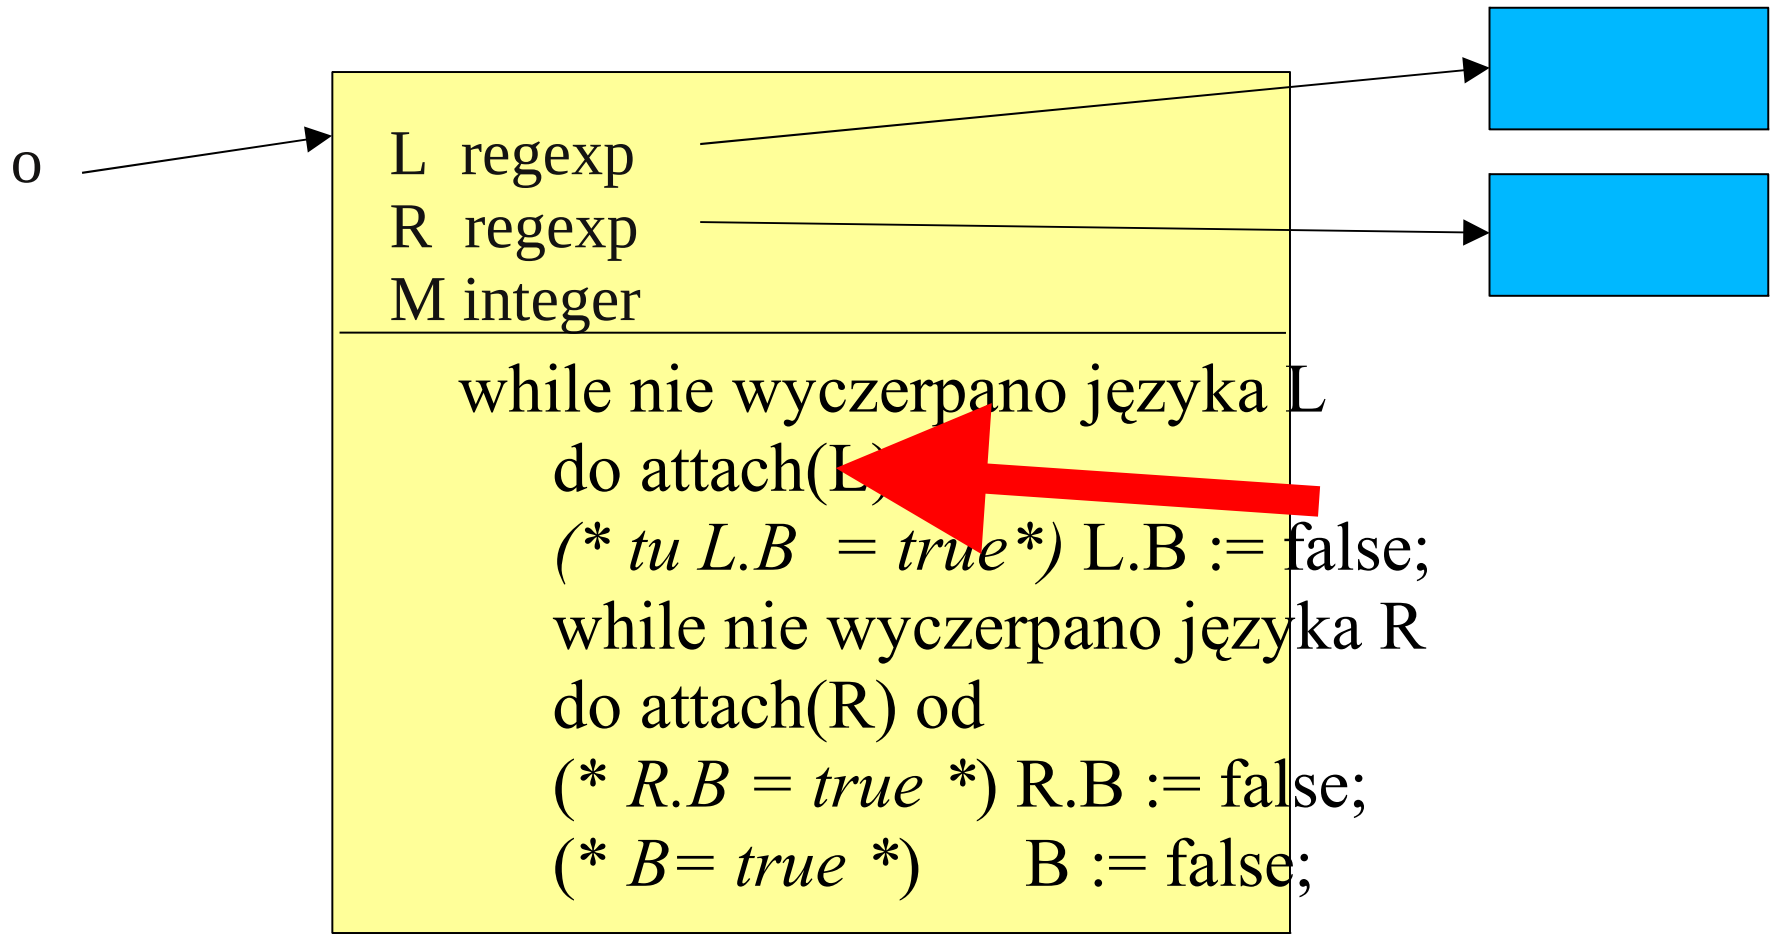 o
L regexp
R regexp
M integer
while nie wyczerpano języka L
do attach(L)
(* tu L.B = true*) L.B := false;
while nie wyczerpano języka R
do attach(R) od
(* R.B = true *) R.B := false;
(* B= true *) B := false;